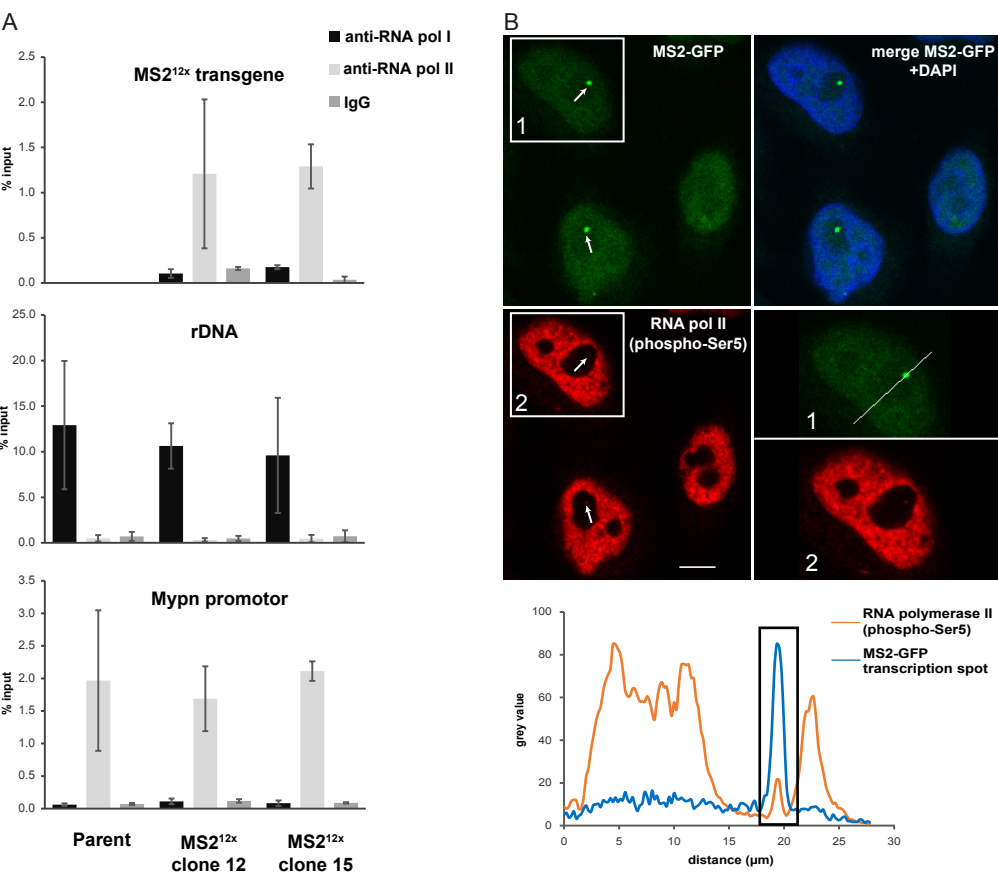 A
anti-RNA pol I
anti-RNA pol II
IgG
MS2¹²ˣ transgene
% input
2.5
2.0
1.5
1.0
0.5
0.0
rDNA
% input
25.0
20.0
15.0
10.0
5.0
0.0
Mypn promotor
% input
3.5
3.0
2.5
2.0
1.5
1.0
0.5
0.0
Parent
MS2¹²ˣ
clone 12
MS2¹²ˣ
clone 15
B
MS2-GFP
1
merge MS2-GFP
+DAPI
RNA pol II
(phospho-Ser5)
2
1
2
RNA polymerase II
(phospho-Ser5)
MS2-GFP
transcription spot
grey value
100
80
60
40
20
0
0 5 10 15 20 25 30
distance (µm)